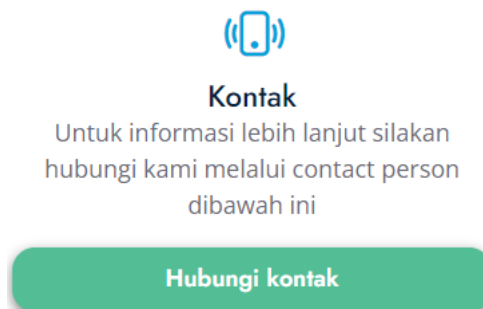 Kontak
Untuk informasi lebih lanjut silakan
hubungi kami melalui contact person
dibawah ini
Hubungi kontak